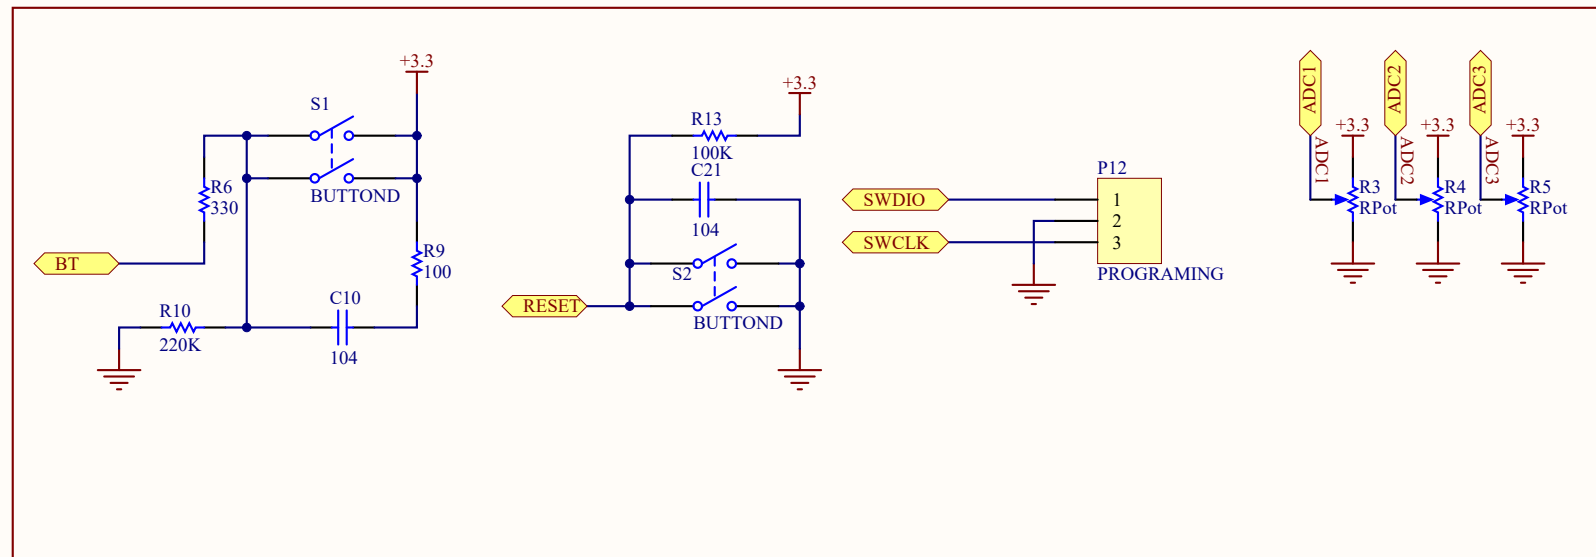 +3.3
S1
BUTTOND
R6
330
BT
R9
100
R10
220K
C10
104
+3.3
R13
100K
C21
104
S2
BUTTOND
RESET
P12
SWDIO
SWCLK
1
2
3
PROGRAMING
ADC1
ADC1
+3.3
R3
RPot
ADC2
ADC2
+3.3
R4
RPot
ADC3
ADC3
+3.3
R5
RPot